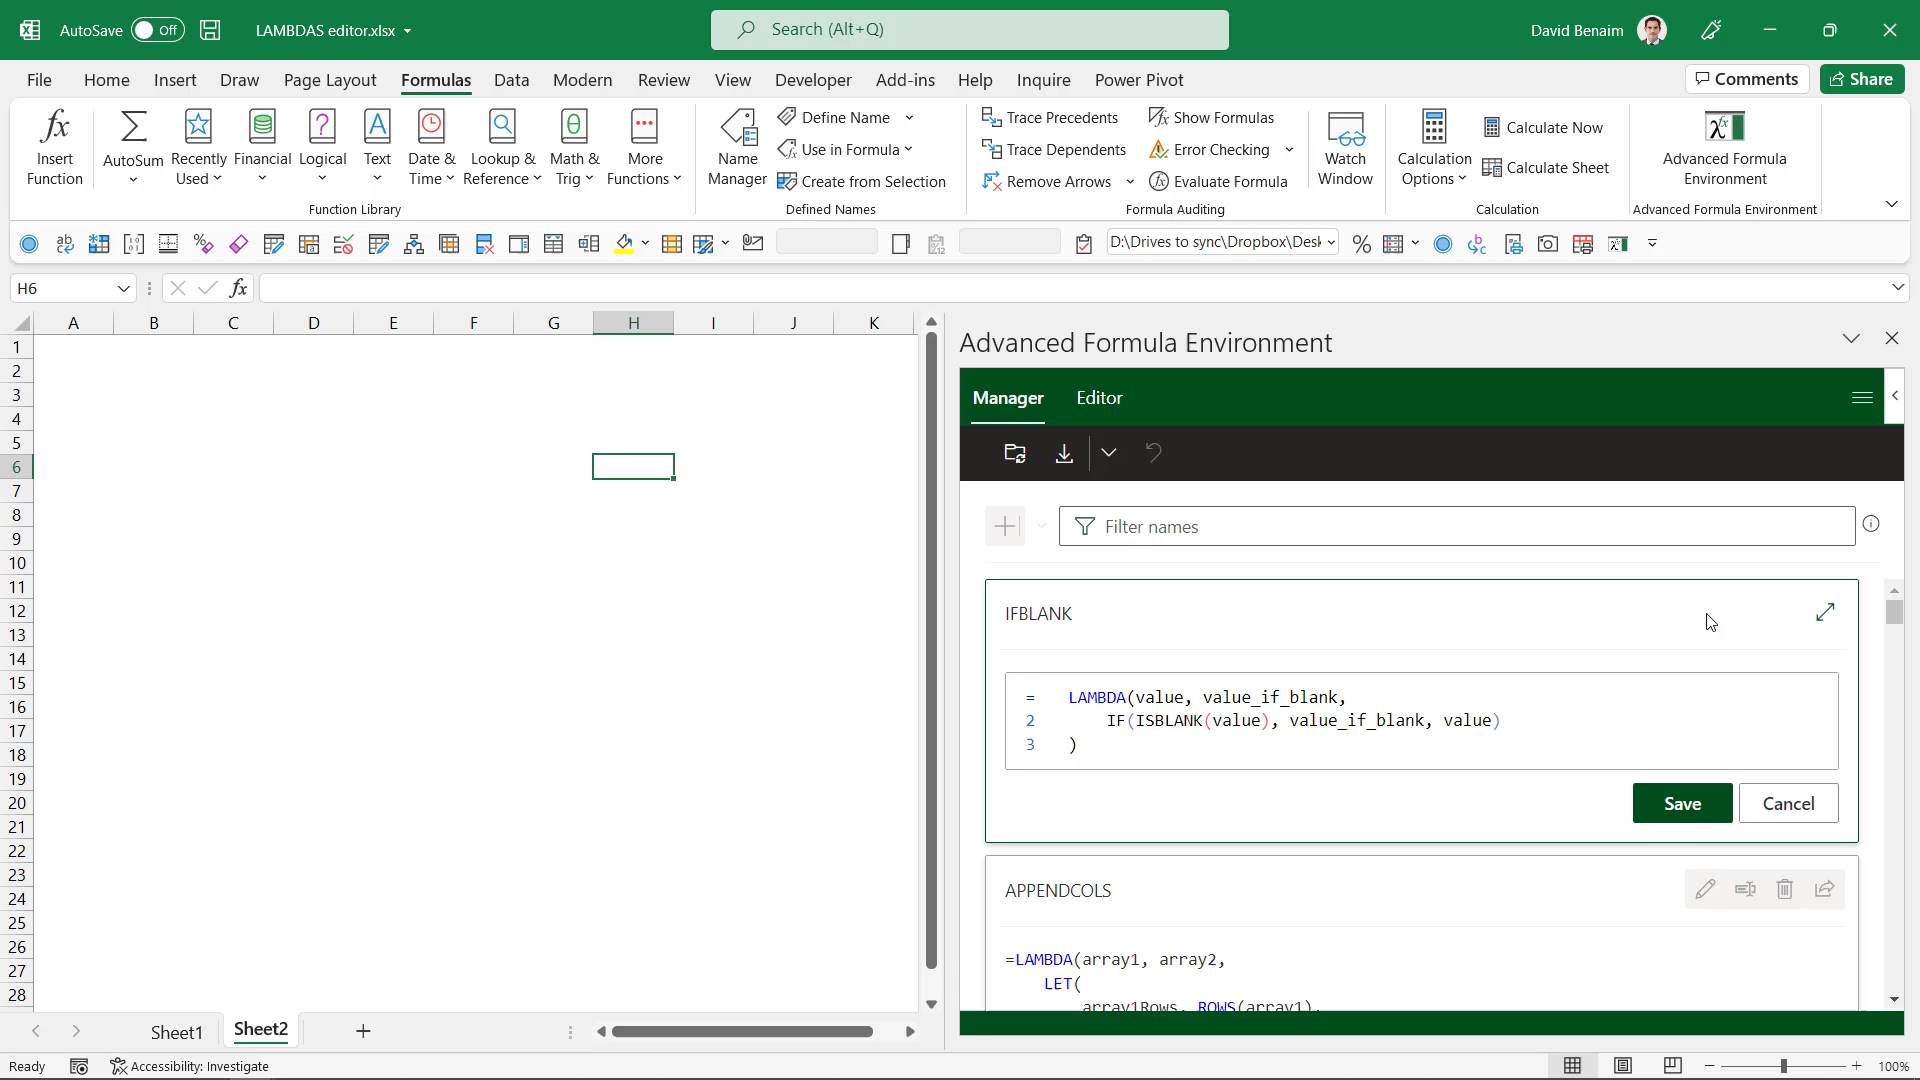 AutoSave Off LAMBDAS editor.xlsx Search (Alt+Q) David Benaim
File Home Insert Draw Page Layout Formulas Data Modern Review View Developer Add-ins Help Inquire Power Pivot Comments Share
Insert Function
AutoSum
Recently Used
Financial
Logical
Text
Date & Time
Lookup & Reference
Math & Trig
More Functions
Function Library
Name Manager
Define Name
Use in Formula
Create from Selection
Defined Names
Trace Precedents
Trace Dependents
Remove Arrows
Show Formulas
Error Checking
Evaluate Formula
Formula Auditing
Watch Window
Calculation Options
Calculate Now
Calculate Sheet
Calculation
Advanced Formula Environment
Advanced Formula Environment
D:\Drives to sync\Dropbox\Desk
H6 fx
A B C D E F G H I J K
1
2
3
4
5
6
7
8
9
10
11
12
13
14
15
16
17
18
19
20
21
22
23
24
25
26
27
28
Advanced Formula Environment
Manager Editor
Filter names
IFBLANK
= LAMBDA(value, value_if_blank,
2 IF(ISBLANK(value), value_if_blank, value)
3 )
Save Cancel
APPENDCOLS
=LAMBDA(array1, array2,
LET(
array1Rows, ROWS(array1),
Sheet1 Sheet2
Ready Accessibility: Investigate 100%